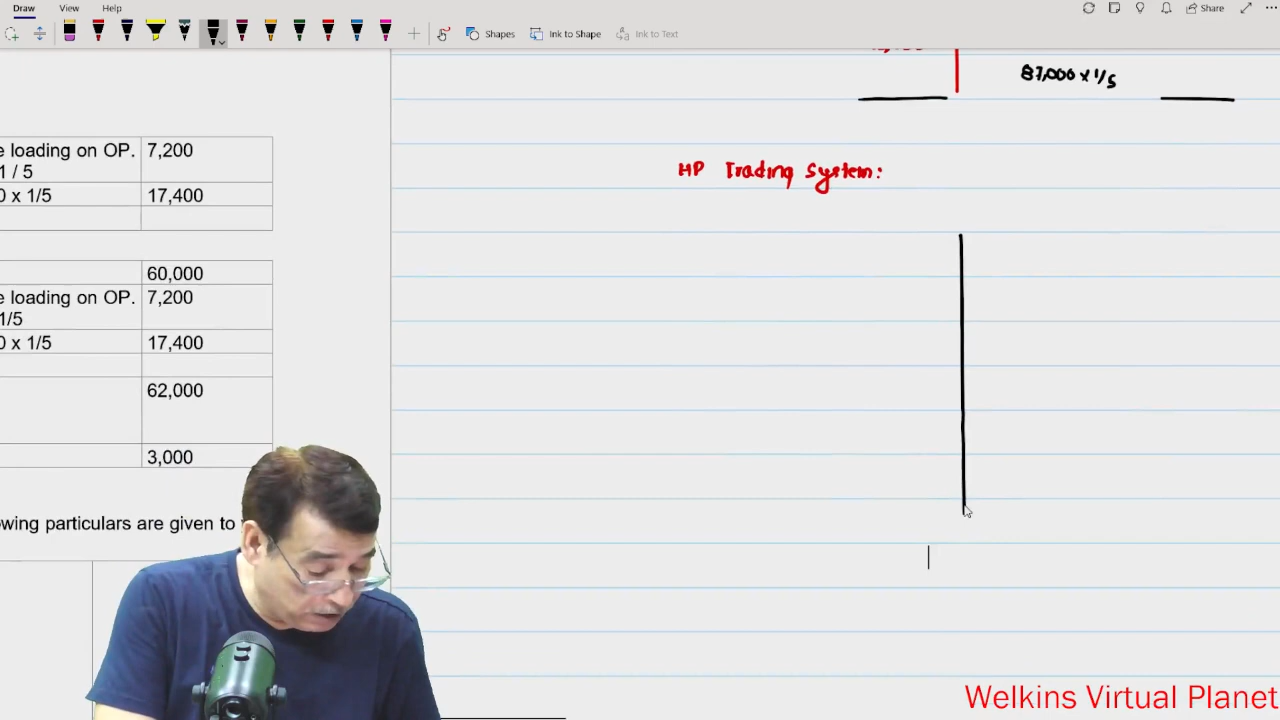 Draw View Help
Share
Shapes Ink to Shape Ink to Text
87,000 x 1/5
HP Trading System:
e loading on OP. 7,200
1 / 5
0 x 1/5 17,400
60,000
e loading on OP. 7,200
1/5
0 x 1/5 17,400
62,000
3,000
owing particulars are given to
Welkins Virtual Planet